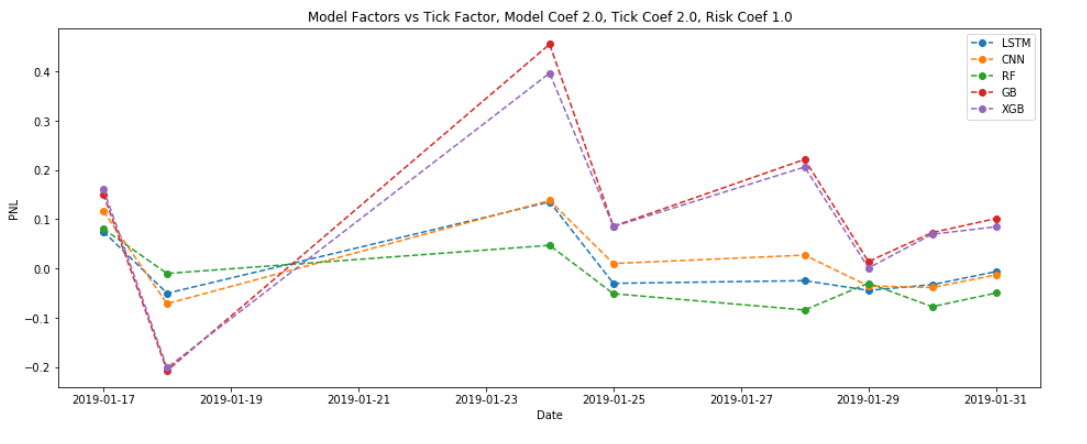 Model Factors vs Tick Factor, Model Coef 2.0, Tick Coef 2.0, Risk Coef 1.0
LSTM
CNN
RF
GB
XGB
PNL
0.4
0.3
0.2
0.1
0.0
−0.1
−0.2
2019-01-17 2019-01-19 2019-01-21 2019-01-23 2019-01-25 2019-01-27 2019-01-29 2019-01-31
Date